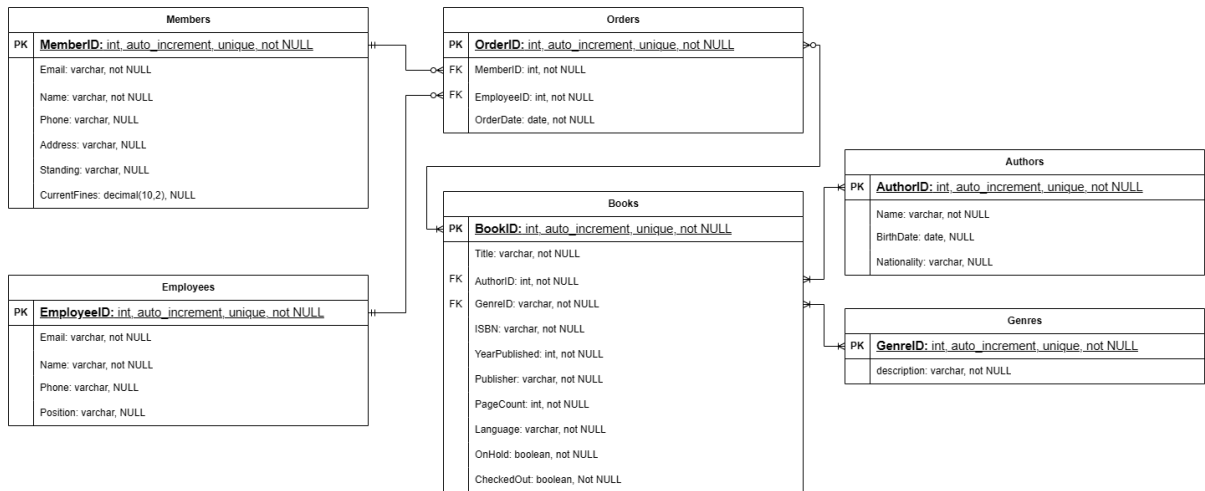 Members
PK MemberID: int, auto_increment, unique, not NULL
Email: varchar, not NULL
Name: varchar, not NULL
Phone: varchar, NULL
Address: varchar, NULL
Standing: varchar, NULL
CurrentFines: decimal(10,2), NULL
Employees
PK EmployeeID: int, auto_increment, unique, not NULL
Email: varchar, not NULL
Name: varchar, not NULL
Phone: varchar, NULL
Position: varchar, NULL
Orders
PK OrderID: int, auto_increment, unique, not NULL
FK MemberID: int, not NULL
FK EmployeeID: int, not NULL
OrderDate: date, not NULL
Books
PK BookID: int, auto_increment, unique, not NULL
Title: varchar, not NULL
FK AuthorID: int, not NULL
FK GenreID: varchar, not NULL
ISBN: varchar, not NULL
YearPublished: int, not NULL
Publisher: varchar, not NULL
PageCount: int, not NULL
Language: varchar, not NULL
OnHold: boolean, not NULL
CheckedOut: boolean, Not NULL
Authors
PK AuthorID: int, auto_increment, unique, not NULL
Name: varchar, not NULL
BirthDate: date, NULL
Nationality: varchar, NULL
Genres
PK GenreID: int, auto_increment, unique, not NULL
description: varchar, not NULL